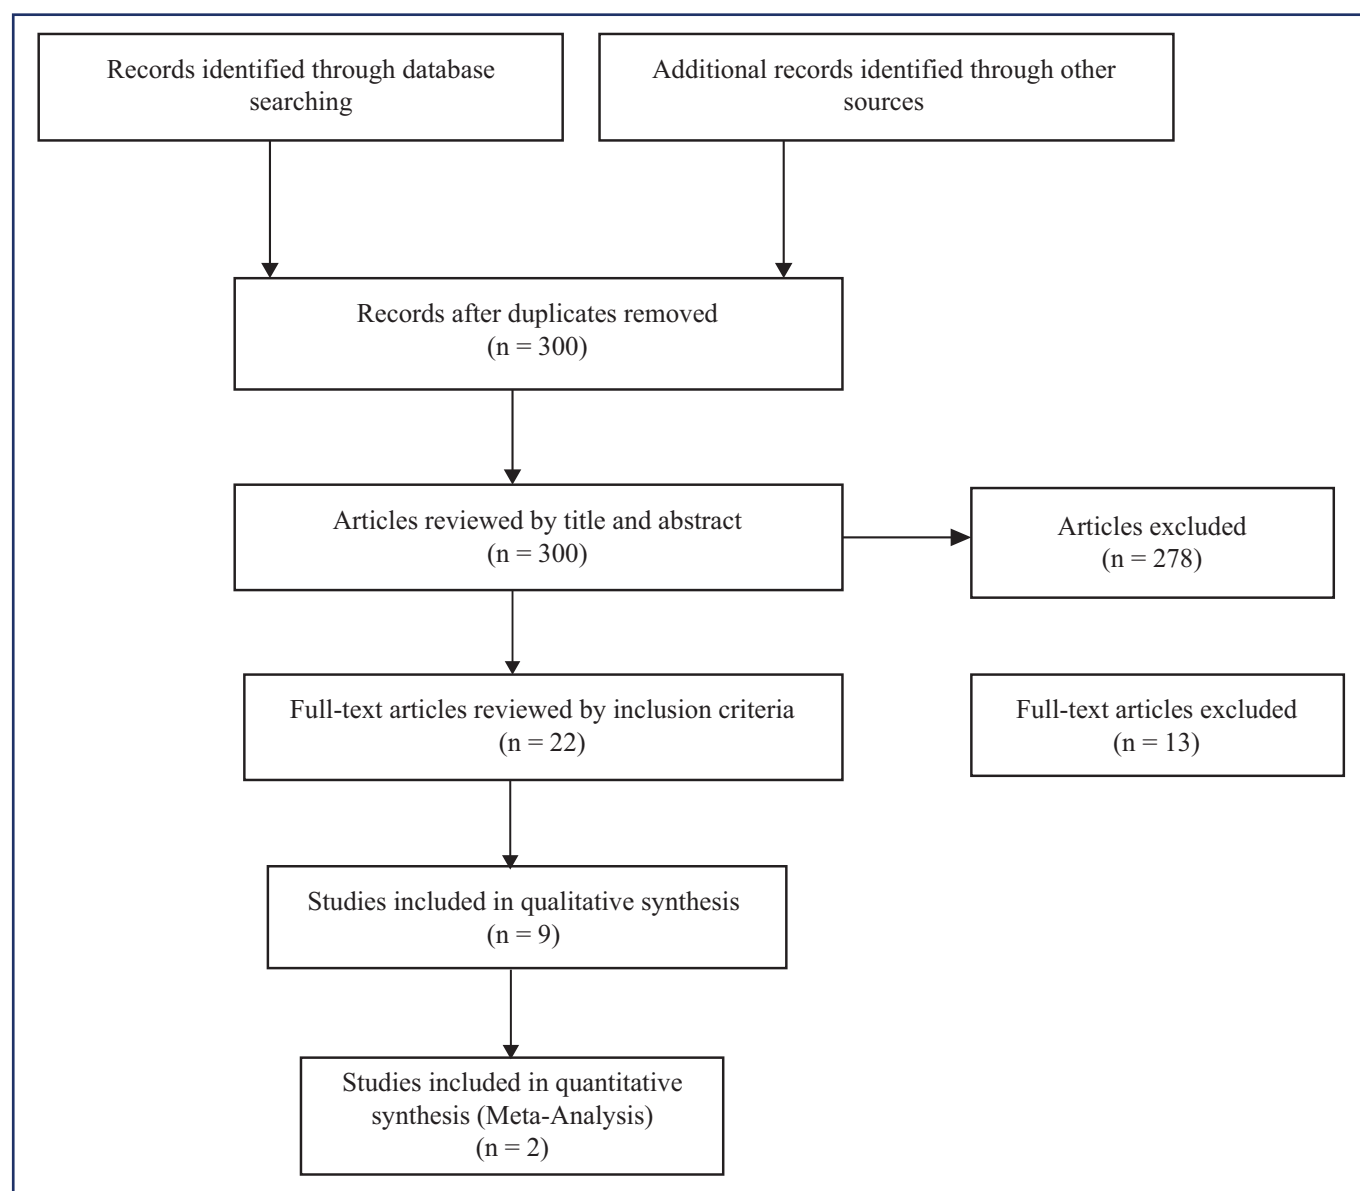 Records identified through database
searching
Additional records identified through other
sources
Records after duplicates removed
(n = 300)
Articles reviewed by title and abstract
(n = 300)
Articles excluded
(n = 278)
Full-text articles reviewed by inclusion criteria
(n = 22)
Full-text articles excluded
(n = 13)
Studies included in qualitative synthesis
(n = 9)
Studies included in quantitative
synthesis (Meta-Analysis)
(n = 2)